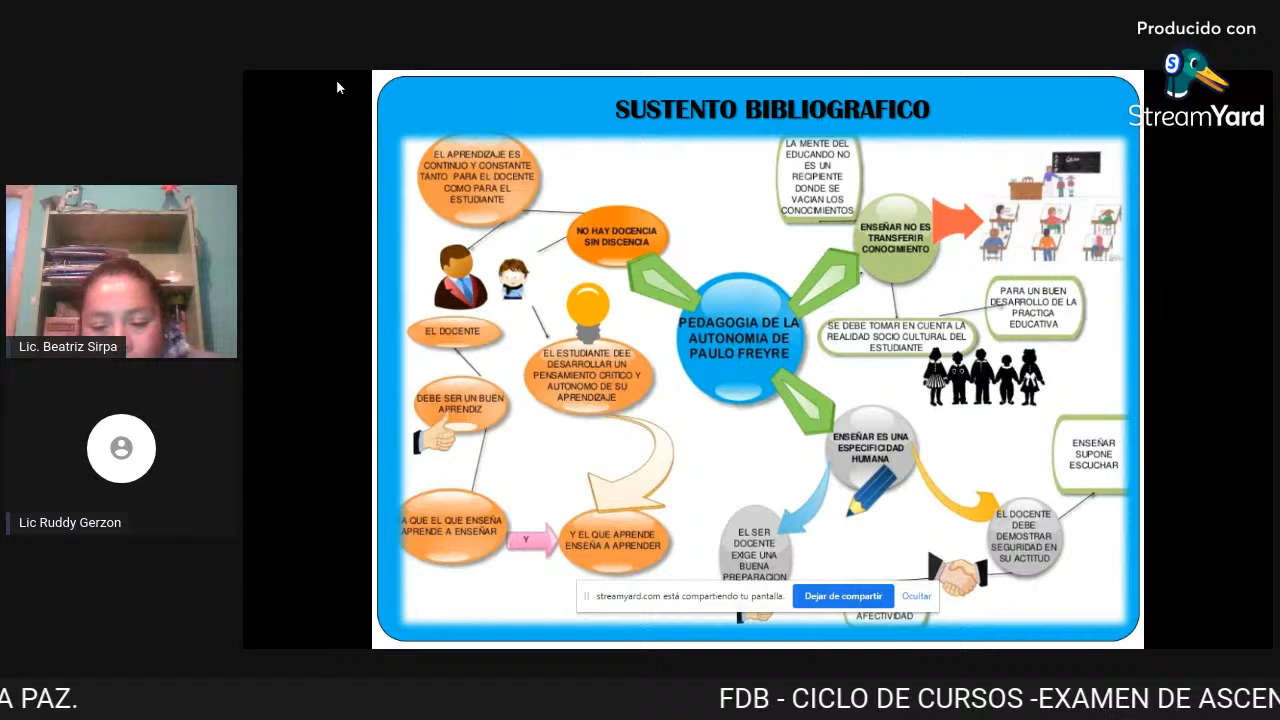 Producido con
StreamYard
SUSTENTO BIBLIOGRAFICO
EL APRENDIZAJE ES
CONTINUO Y CONSTANTE
TANTO PARA EL DOCENTE
COMO PARA EL
ESTUDIANTE
NO HAY DOCENCIA
SIN DISCENCIA
LA MENTE DEL
EDUCANDO NO
ES UN
RECIPIENTE
DONDE SE
VACIAN LOS
CONOCIMIENTOS
ENSEÑAR NO ES
TRANSFERIR
CONOCIMIENTO
PARA UN BUEN
DESARROLLO DE LA
PRACTICA
EDUCATIVA
SE DEBE TOMAR EN CUENTA LA
REALIDAD SOCIO CULTURAL DEL
ESTUDIANTE
PEDAGOGIA DE LA
AUTONOMIA DE
PAULO FREYRE
EL DOCENTE
EL ESTUDIANTE DEE
DESARROLLAR UN
PENSAMIENTO CRITICO Y
AUTONOMO DE SU
APRENDIZAJE
DEBE SER UN BUEN
APRENDIZ
A QUE EL QUE ENSEÑA
APRENDE A ENSEÑAR
Y
Y EL QUE APRENDE
ENSEÑA A APRENDER
ENSEÑAR ES UNA
ESPECIFICIDAD
HUMANA
ENSEÑAR
SUPONE
ESCUCHAR
EL DOCENTE
DEBE
DEMOSTRAR
SEGURIDAD EN
SU ACTITUD
EL SER
DOCENTE
EXIGE UNA
BUENA
PREPARACION
AFECTIVIDAD
streamyard.com está compartiendo tu pantalla.
Dejar de compartir
Ocultar
Lic. Beatriz Sirpa
Lic Ruddy Gerzon
A PAZ.
FDB - CICLO DE CURSOS -EXAMEN DE ASCEN